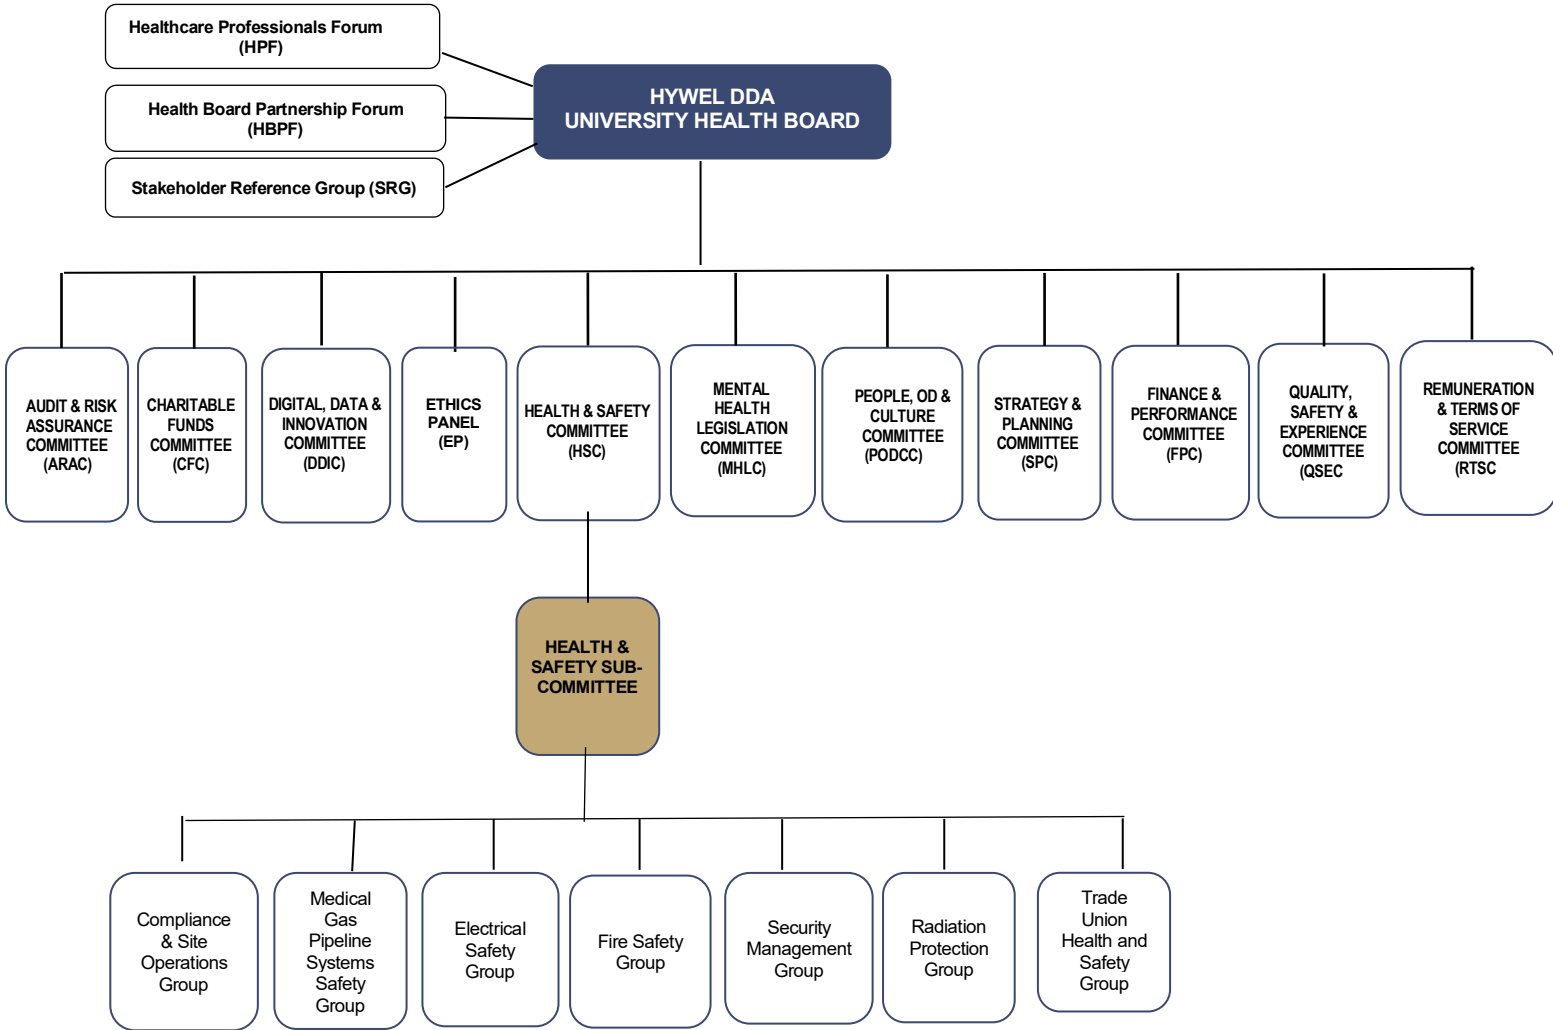 Healthcare Professionals Forum
(HPF)
Health Board Partnership Forum
(HBPF)
Stakeholder Reference Group (SRG)
HYWEL DDA
UNIVERSITY HEALTH BOARD
AUDIT & RISK
ASSURANCE
COMMITTEE
(ARAC)
CHARITABLE
FUNDS
COMMITTEE
(CFC)
DIGITAL, DATA &
INNOVATION
COMMITTEE
(DDIC)
ETHICS
PANEL
(EP)
HEALTH & SAFETY
COMMITTEE
(HSC)
MENTAL
HEALTH
LEGISLATION
COMMITTEE
(MHLC)
PEOPLE, OD &
CULTURE
COMMITTEE
(PODCC)
STRATEGY &
PLANNING
COMMITTEE
(SPC)
FINANCE &
PERFORMANCE
COMMITTEE
(FPC)
QUALITY,
SAFETY &
EXPERIENCE
COMMITTEE
(QSEC
REMUNERATION
& TERMS OF
SERVICE
COMMITTEE
(RTSC
HEALTH &
SAFETY SUB-
COMMITTEE
Compliance
& Site
Operations
Group
Medical
Gas
Pipeline
Systems
Safety
Group
Electrical
Safety
Group
Fire Safety
Group
Security
Management
Group
Radiation
Protection
Group
Trade
Union
Health and
Safety
Group